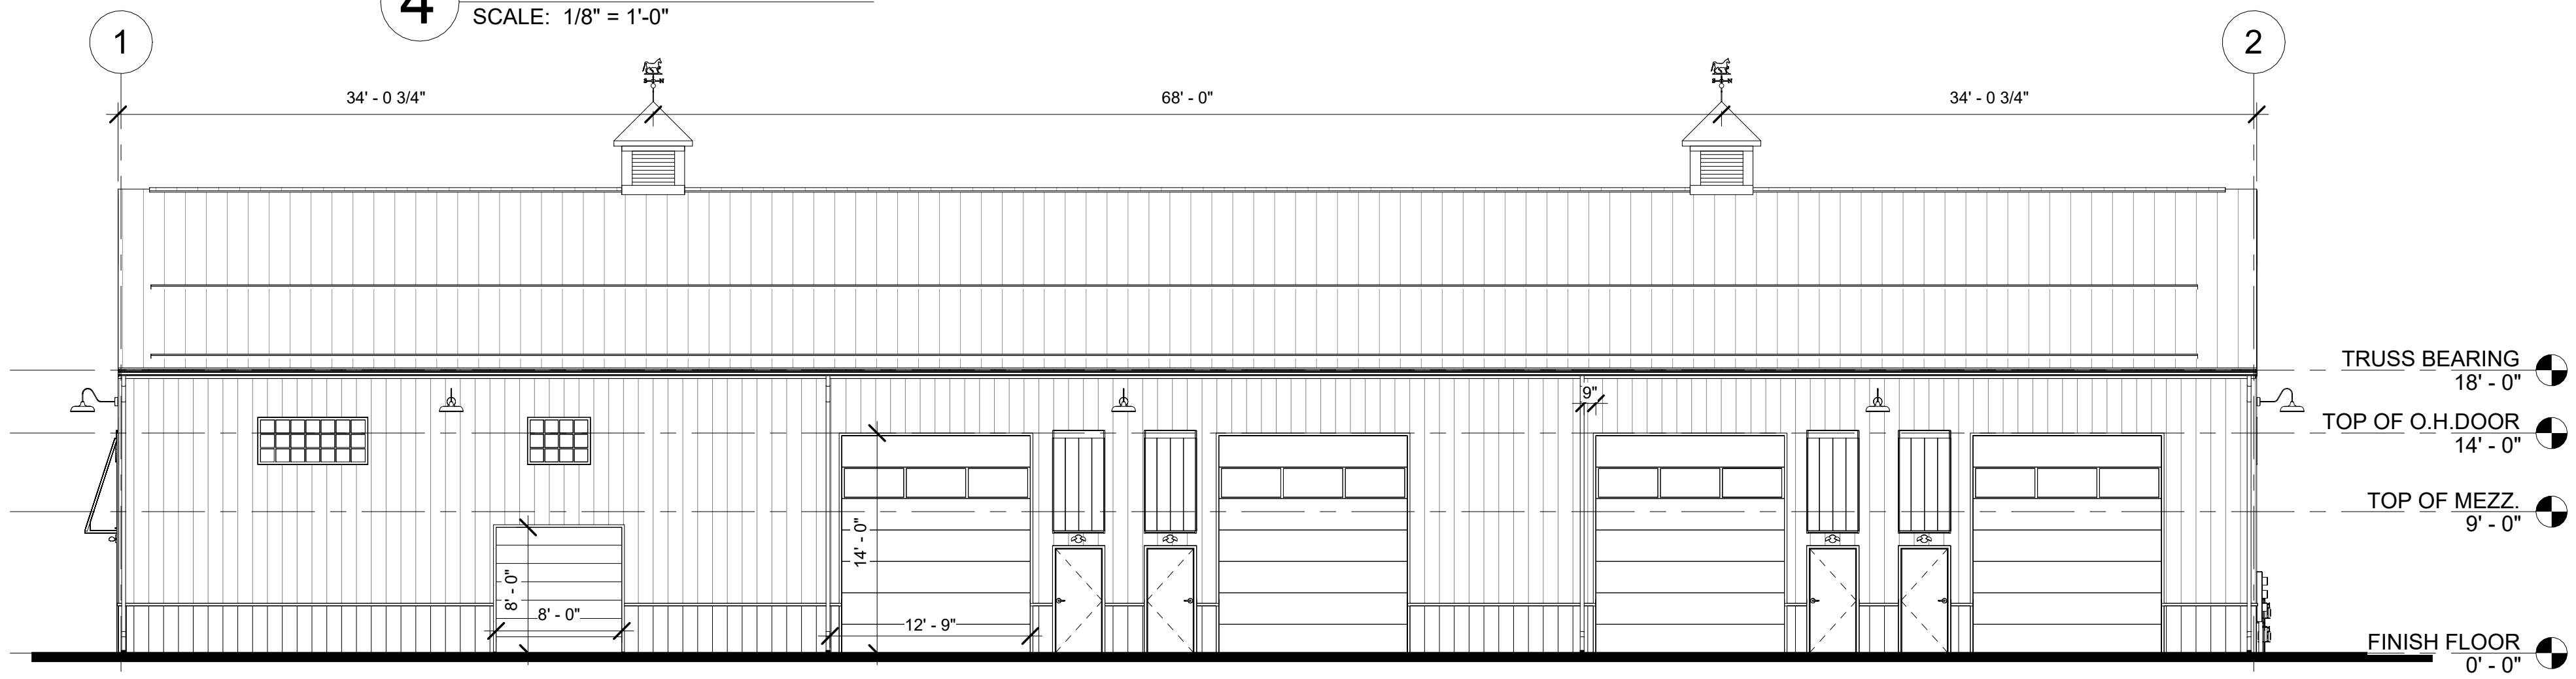 4
SCALE: 1/8" = 1'-0"
1
2
34' - 0 3/4"
68' - 0"
34' - 0 3/4"
TRUSS BEARING
18' - 0"
9"
TOP OF O.H.DOOR
14' - 0"
TOP OF MEZZ.
9' - 0"
14' - 0"
8' - 0"
8' - 0"
12' - 9"
FINISH FLOOR
0' - 0"